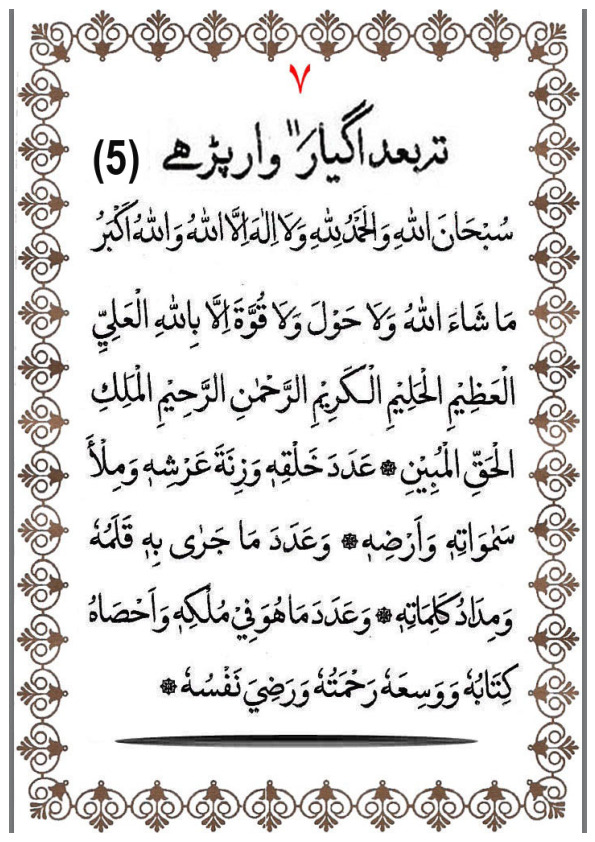 ٧
تہ بعد اگیارہ ١١ وار پڑھے (5)
سُبْحَانَ اللّٰهِ وَالْحَمْدُ لِلّٰهِ وَلَا اِلٰهَ اِلَّا اللّٰهُ وَاللّٰهُ اَكْبَرُ
مَا شَاءَ اللّٰهُ وَلَا حَوْلَ وَلَا قُوَّةَ اِلَّا بِاللّٰهِ الْعَلِيِّ
الْعَظِيْمِ الْحَلِيْمِ الْكَرِيْمِ الرَّحْمٰنِ الرَّحِيْمِ الْمَلِكِ
الْحَقِّ الْمُبِيْنِ ۞ عَدَدَ خَلْقِهٖ وَزِنَةَ عَرْشِهٖ وَمِلْأَ
سَمٰوَاتِهٖ وَاَرْضِهٖ ۞ وَعَدَدَ مَا جَرٰى بِهٖ قَلَمُهٗ
وَمِدَادُ كَلِمَاتِهٖ ۞ وَعَدَدَ مَا هُوَ فِيْ مُلْكِهٖ وَاَحْصَاهُ
كِتَابُهٗ وَوَسِعَهٗ رَحْمَتُهٗ وَرَضِيَ نَفْسُهٗ ۞